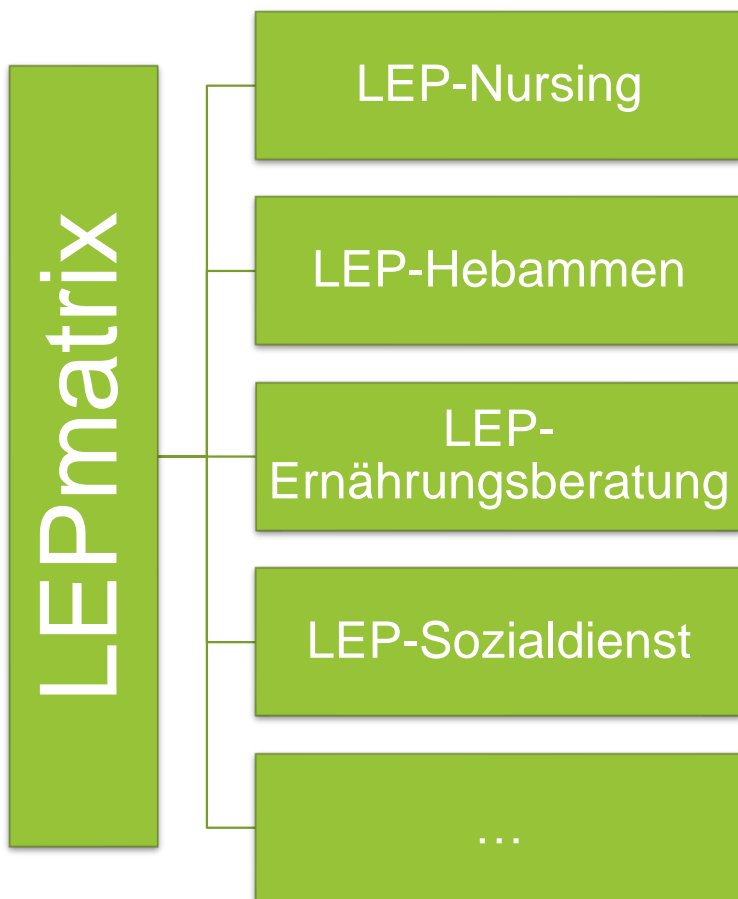 LEPmatrix
LEP-Nursing
LEP-Hebammen
LEP-
Ernährungsberatung
LEP-Sozialdienst
...